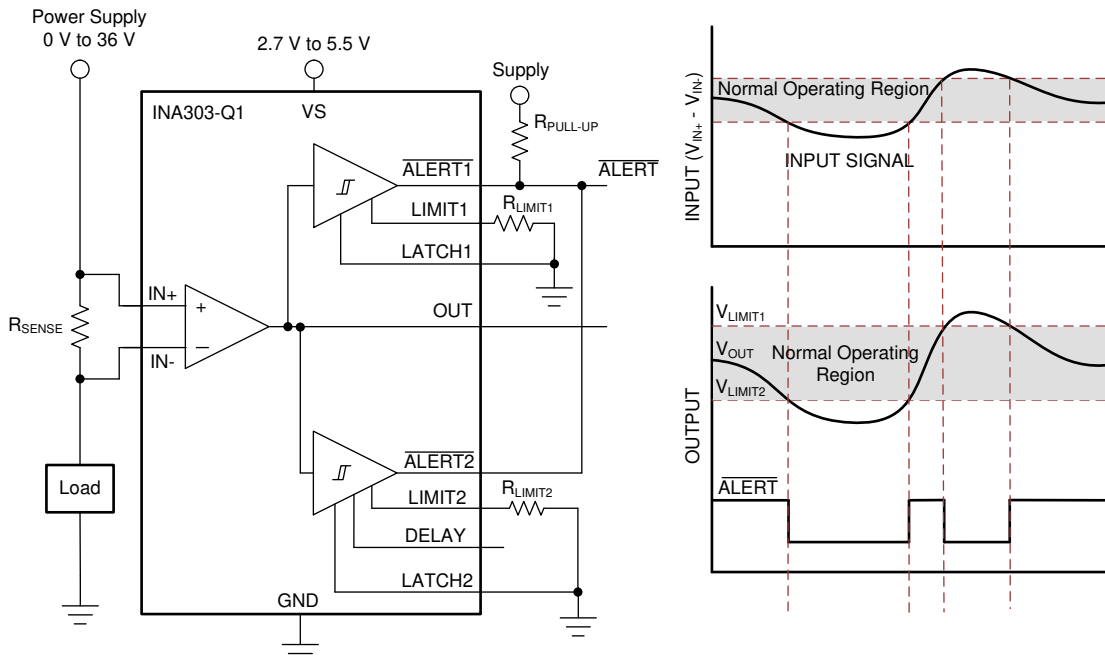 Power Supply
0 V to 36 V
2.7 V to 5.5 V
Supply
INA303-Q1
VS
R_PULL-UP
ALERT1
ALERT
LIMIT1
R_LIMIT1
LATCH1
IN+
+
R_SENSE
OUT
−
IN-
ALERT2
Load
LIMIT2
R_LIMIT2
DELAY
LATCH2
GND
INPUT (V_IN+ - V_IN-)
Normal Operating Region
INPUT SIGNAL
OUTPUT
V_LIMIT1
V_OUT
Normal Operating
Region
V_LIMIT2
ALERT